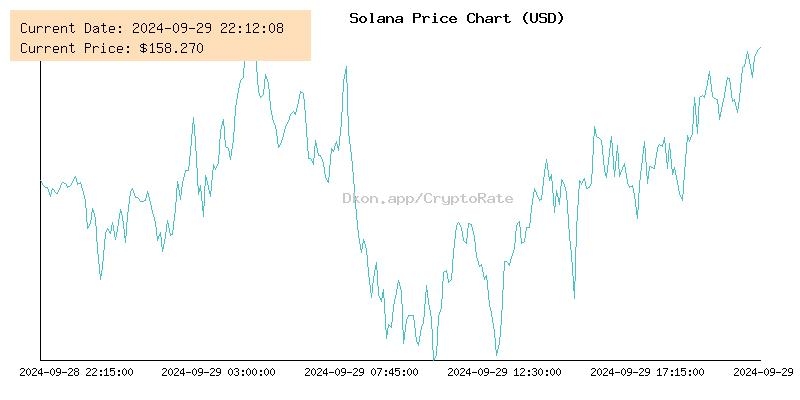 Solana Price Chart (USD)
Current Date: 2024-09-29 22:12:08
Current Price: $158.270
Dkon.app/CryptoRate
2024-09-28 22:15:00
2024-09-29 03:00:00
2024-09-29 07:45:00
2024-09-29 12:30:00
2024-09-29 17:15:00
2024-09-29